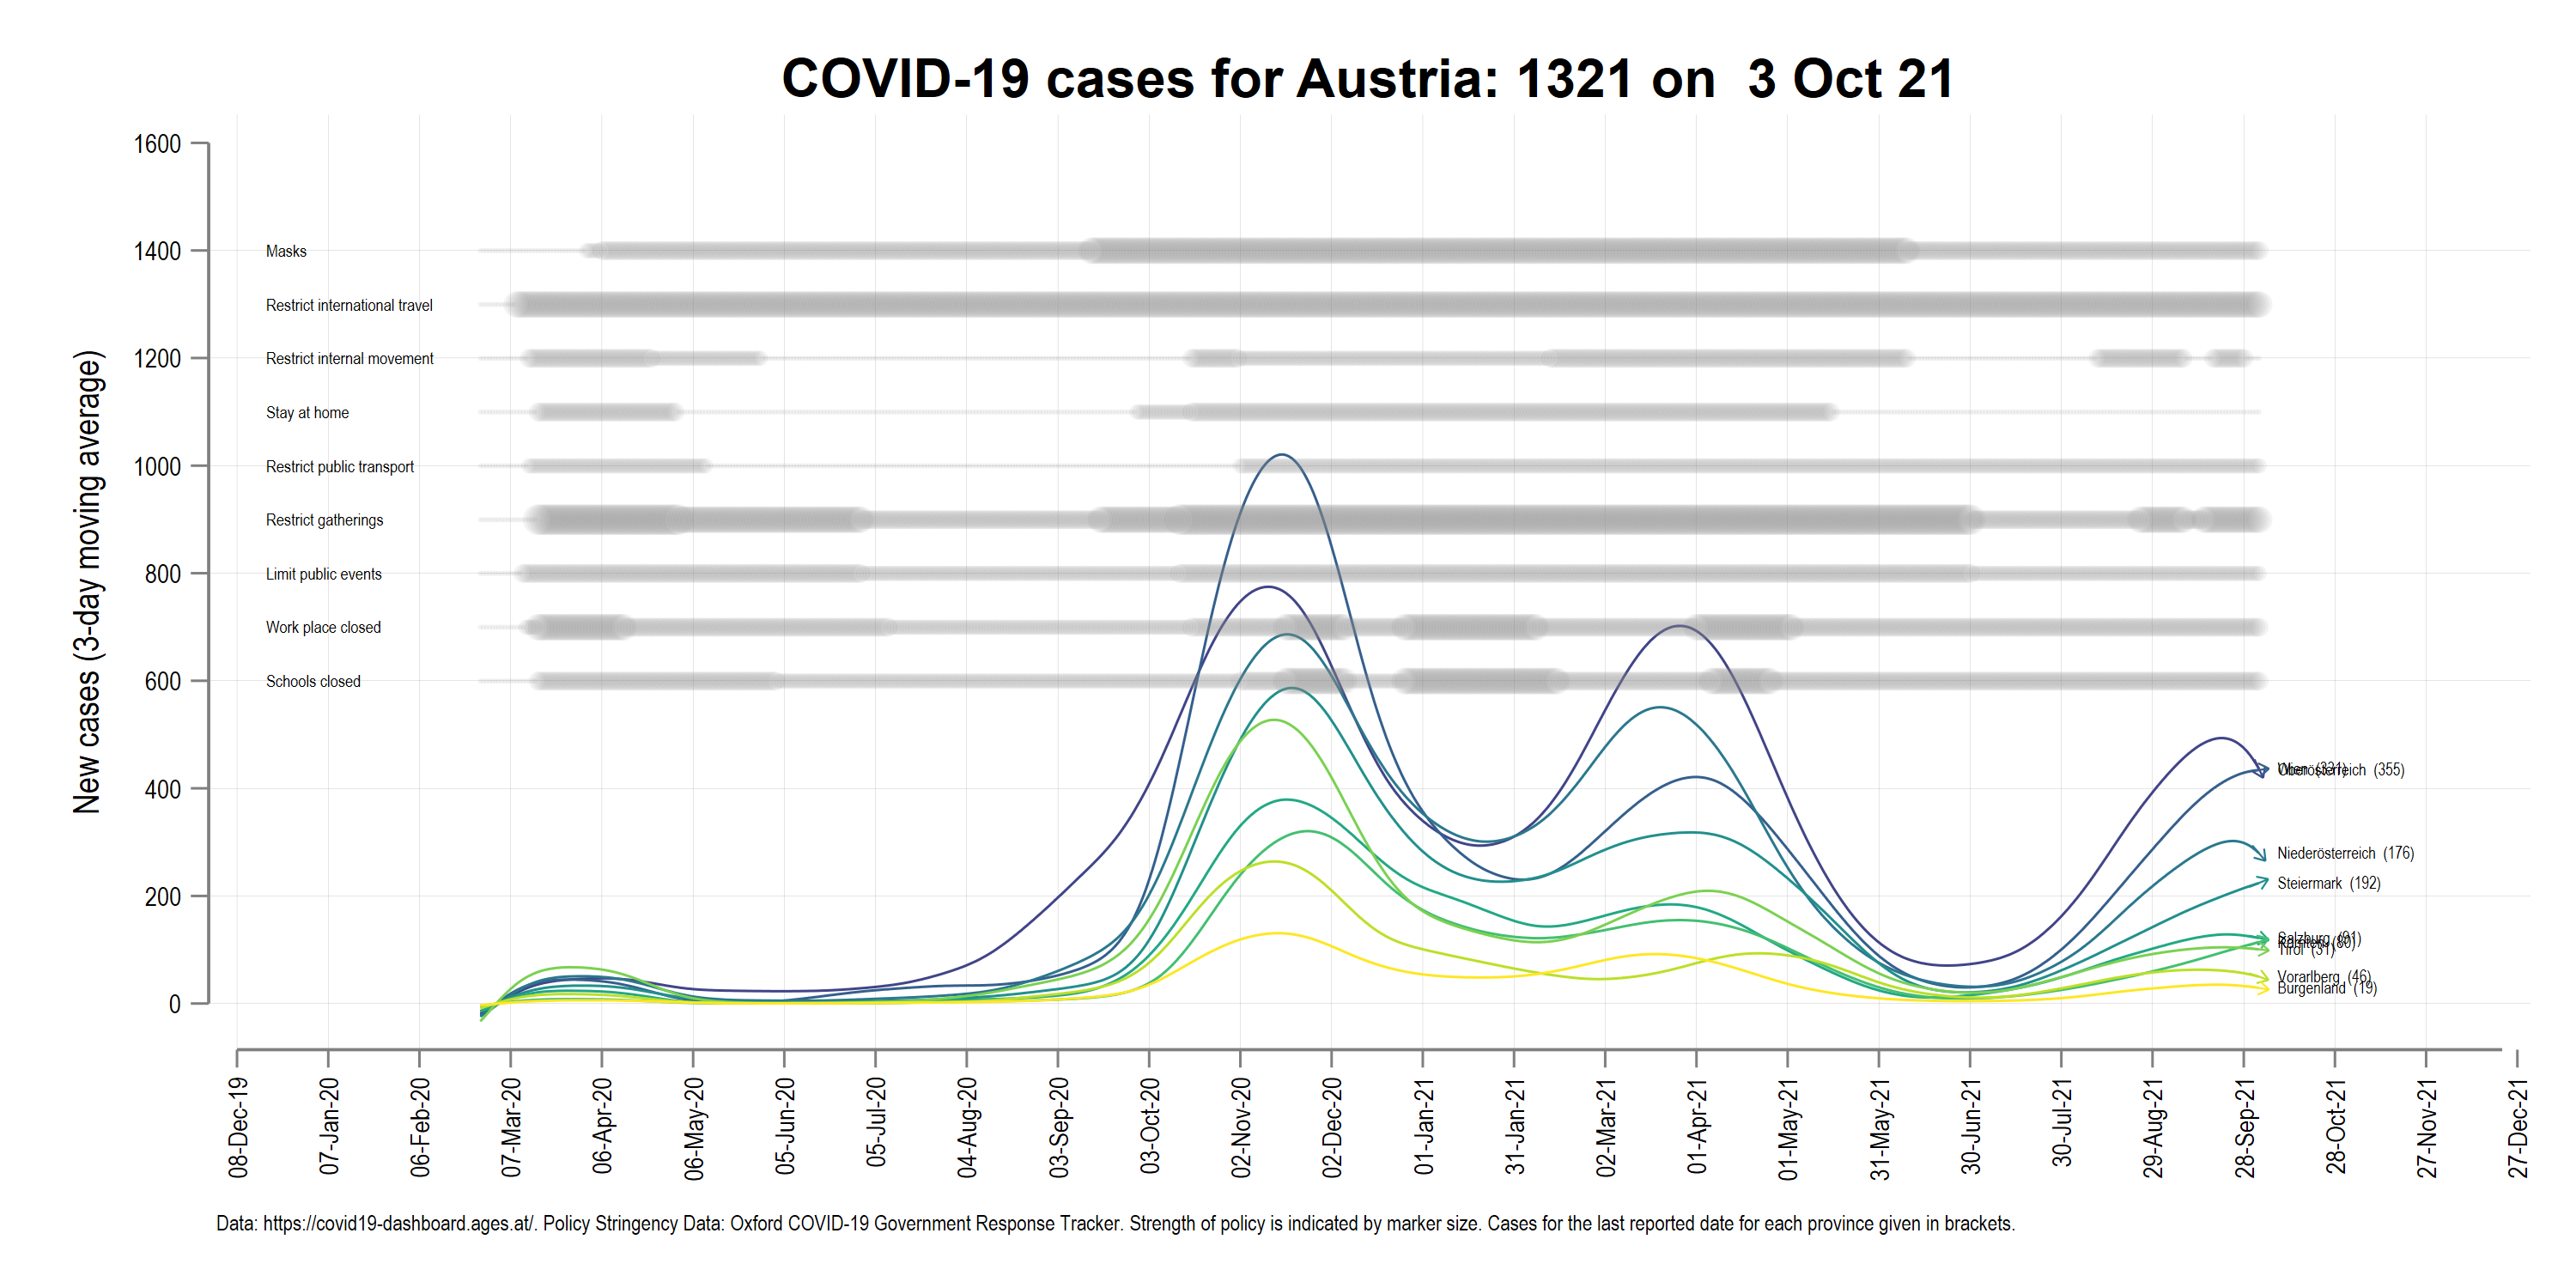 COVID-19 cases for Austria: 1321 on  3 Oct 21
New cases (3-day moving average)
1600
1400
1200
1000
800
600
400
200
0
Masks
Restrict international travel
Restrict internal movement
Stay at home
Restrict public transport
Restrict gatherings
Limit public events
Work place closed
Schools closed
Oberösterreich (355)
Niederösterreich (176)
Steiermark (192)
Salzburg (91)
Tirol (31)
Vorarlberg (46)
Burgenland (19)
08-Dec-19
07-Jan-20
06-Feb-20
07-Mar-20
06-Apr-20
06-May-20
05-Jun-20
05-Jul-20
04-Aug-20
03-Sep-20
03-Oct-20
02-Nov-20
02-Dec-20
01-Jan-21
31-Jan-21
02-Mar-21
01-Apr-21
01-May-21
31-May-21
30-Jun-21
30-Jul-21
29-Aug-21
28-Sep-21
28-Oct-21
27-Nov-21
27-Dec-21
Data: https://covid19-dashboard.ages.at/. Policy Stringency Data: Oxford COVID-19 Government Response Tracker. Strength of policy is indicated by marker size. Cases for the last reported date for each province given in brackets.